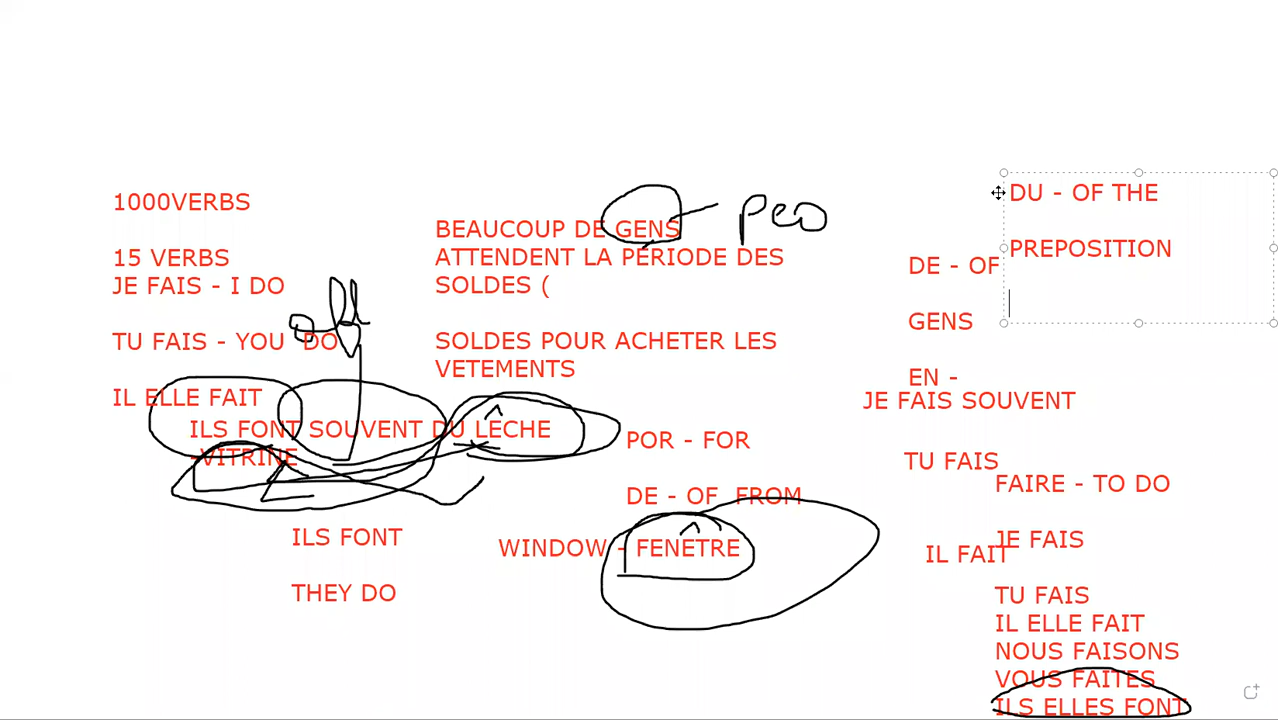 1000VERBS
15 VERBS
JE FAIS - I DO
TU FAIS - YOU DO
IL ELLE FAIT
ILS FONT SOUVENT DU LÊCHE
-VITRINE
ILS FONT
THEY DO
BEAUCOUP DE GENS
ATTENDENT LA PÉRIODE DES
SOLDES (
SOLDES POUR ACHETER LES
VETEMENTS
peo
POR - FOR
DE - OF FROM
WINDOW - FENÊTRE
DE - OF
GENS
EN -
JE FAIS SOUVENT
TU FAIS
IL FAIT
DU - OF THE
PREPOSITION
FAIRE - TO DO
JE FAIS
TU FAIS
IL ELLE FAIT
NOUS FAISONS
VOUS FAITES
ILS ELLES FONT